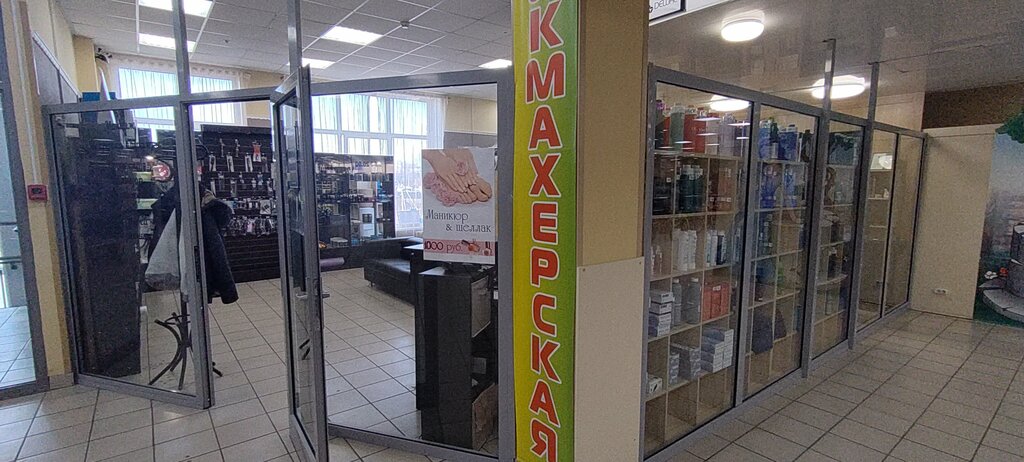 КМАХЕРСКАЯ
Маникюр
& шеллак
1000 руб.